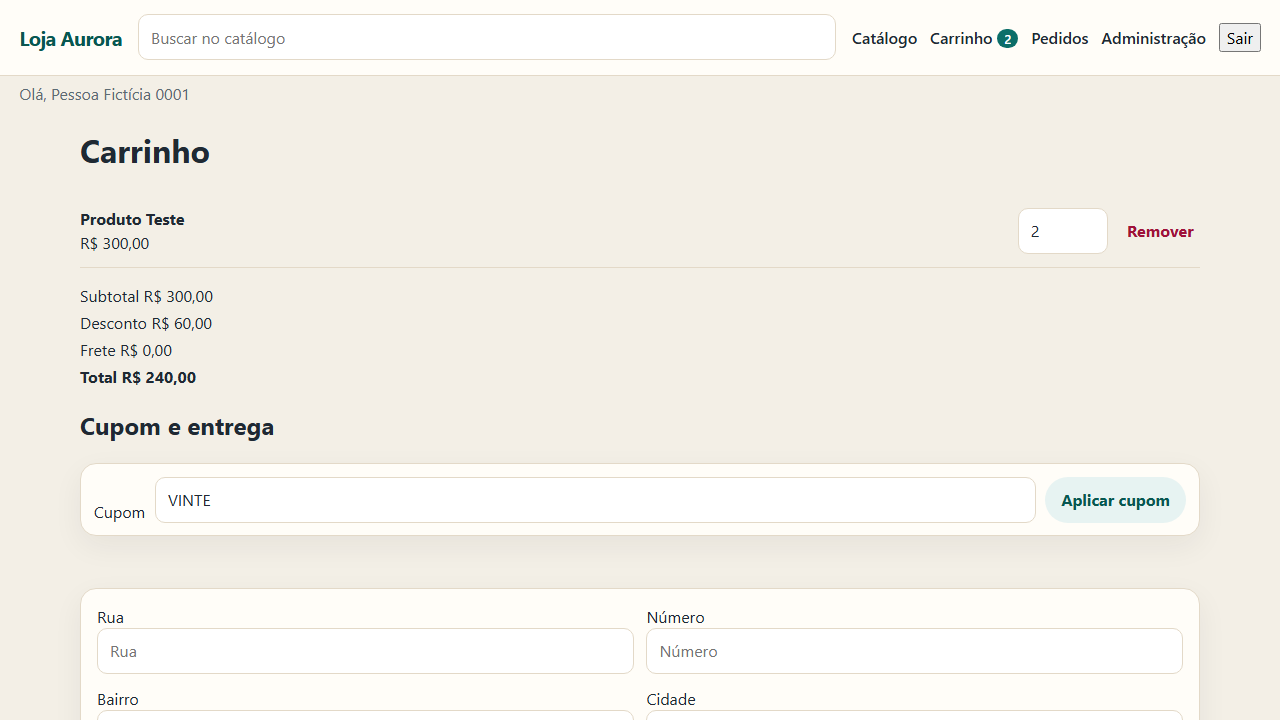 Loja Aurora
Buscar no catálogo
Catálogo
Carrinho 2
Pedidos
Administração
Sair
Olá, Pessoa Fictícia 0001
Carrinho
Produto Teste
R$ 300,00
2
Remover
Subtotal R$ 300,00
Desconto R$ 60,00
Frete R$ 0,00
Total R$ 240,00
Cupom e entrega
Cupom
VINTE
Aplicar cupom
Rua
Número
Rua
Número
Bairro
Cidade